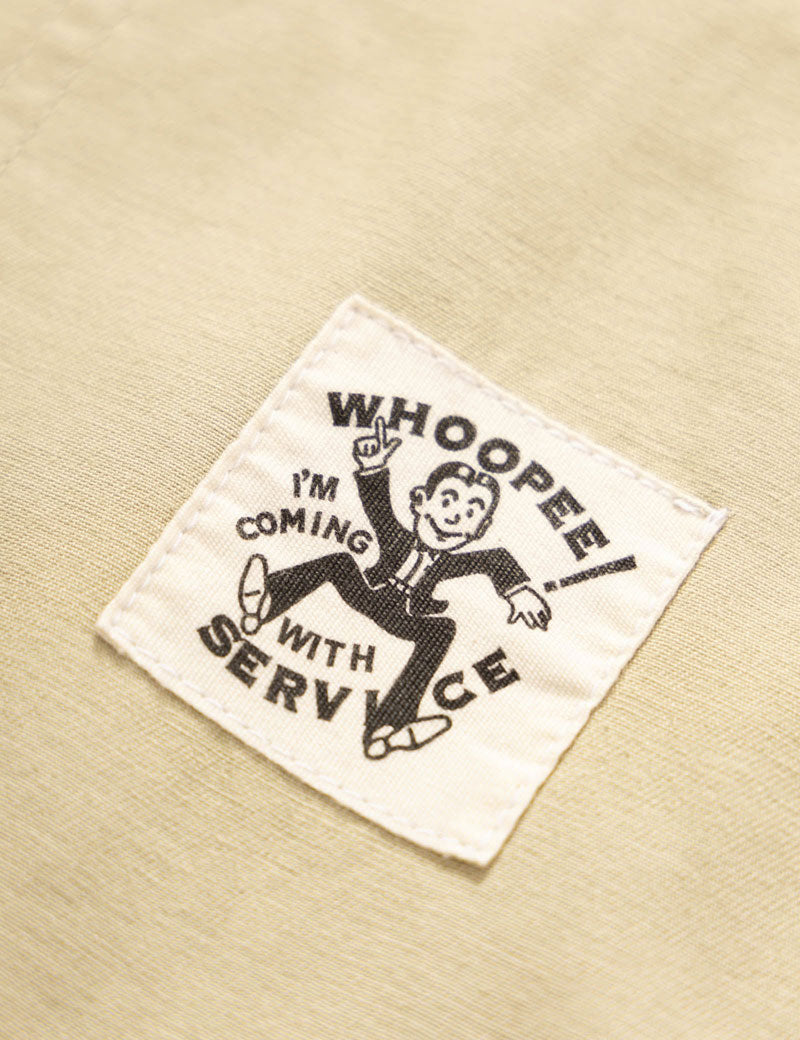 WHOOPEE!
I'M
COMING
WITH
SERVICE